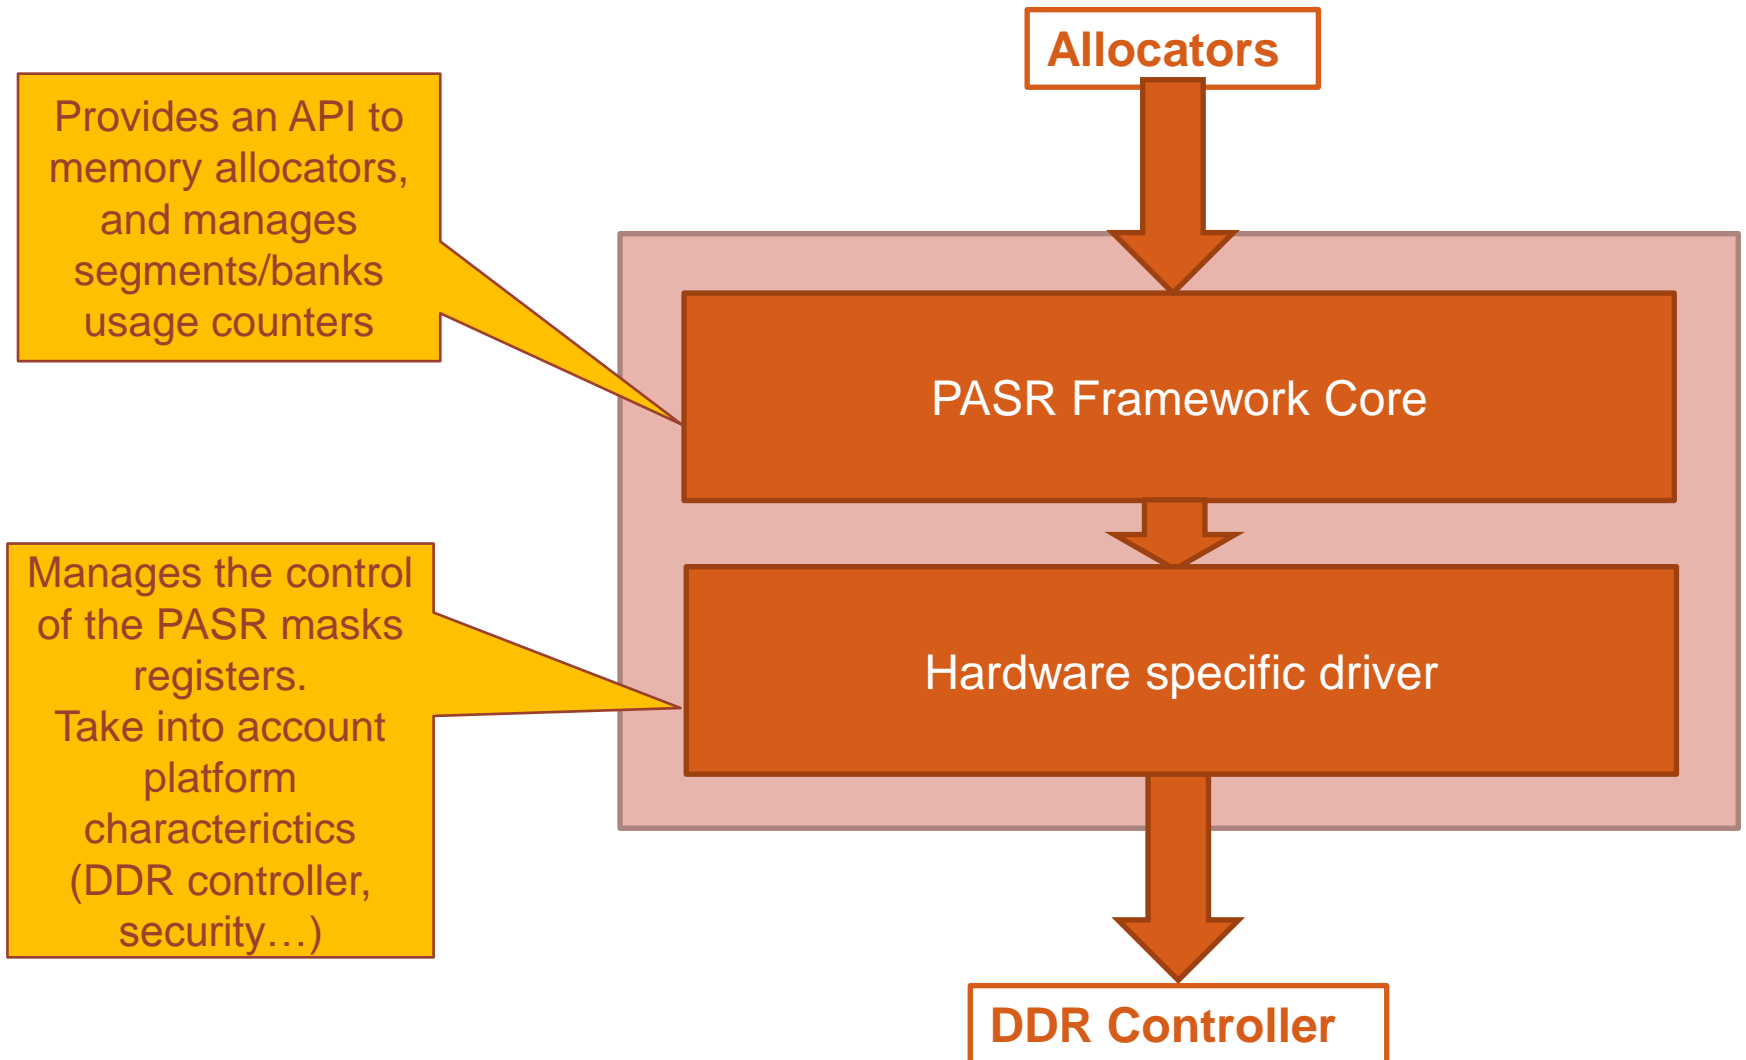 Allocators
Provides an API to
memory allocators,
and manages
segments/banks
usage counters
PASR Framework Core
Manages the control
of the PASR masks
registers.
Take into account
platform
characterictics
(DDR controller,
security…)
Hardware specific driver
DDR Controller